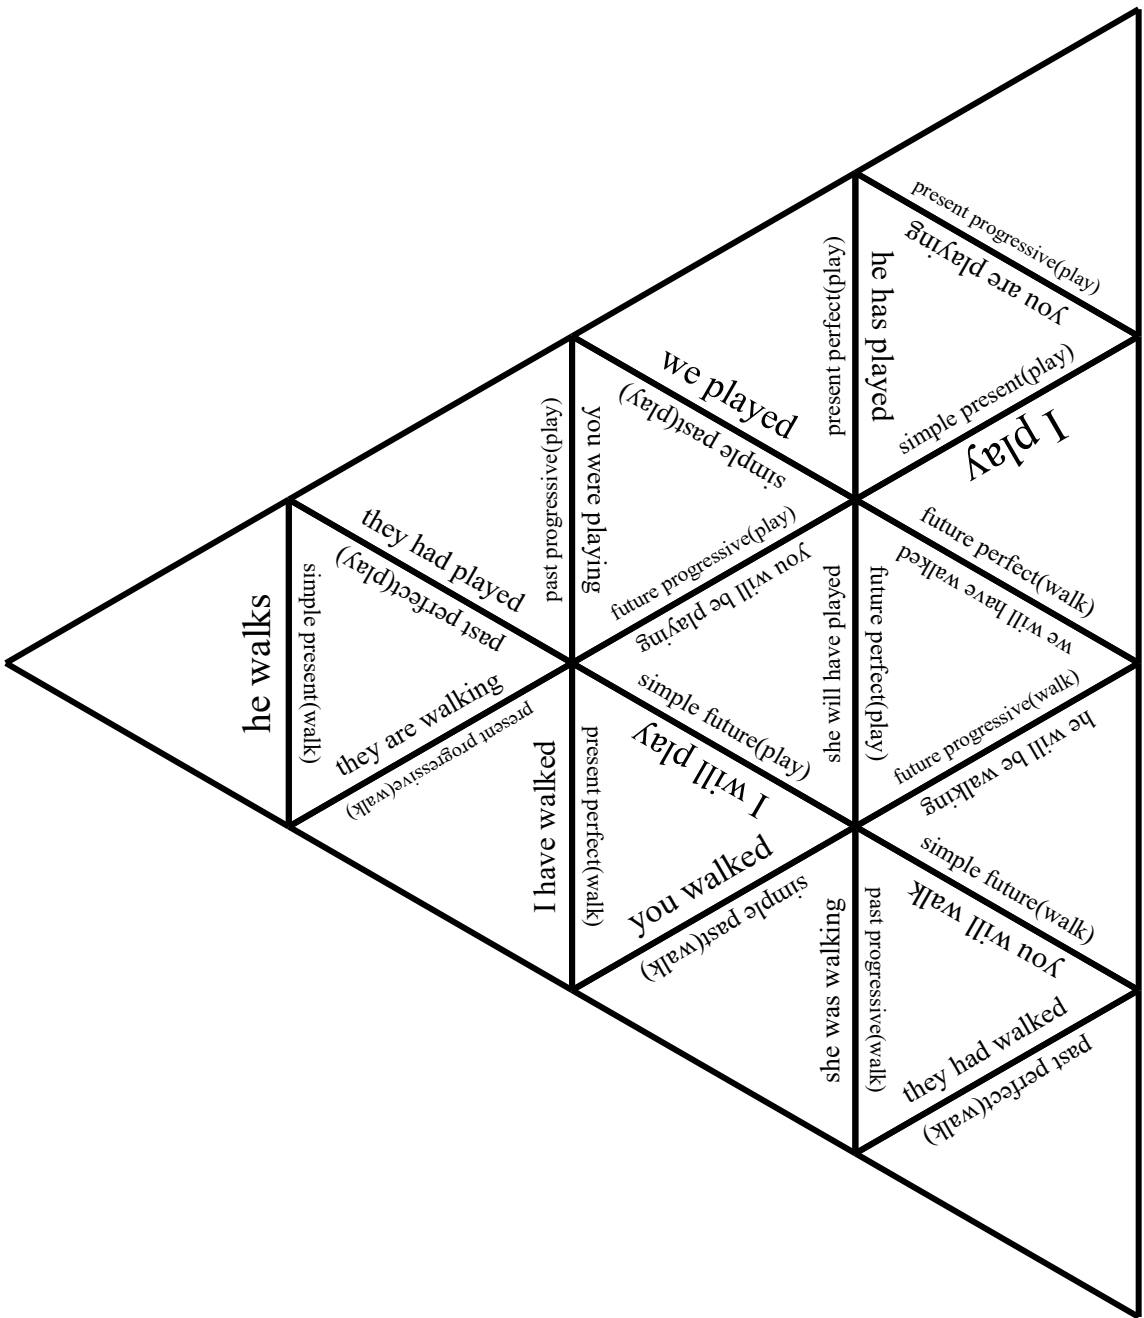 present progressive(play)
you are playing
present perfect(play)
he has played
simple present(play)
I play
we played
simple past(play)
past progressive(play)
you were playing
they had played
past perfect(play)
future progressive(play)
you will be playing
future perfect(walk)
we will have walked
she will have played
future perfect(play)
he walks
simple present(walk)
they are walking
present progressive(walk)
simple future(play)
I will play
future progressive(walk)
he will be walking
I have walked
present perfect(walk)
you walked
simple past(walk)
simple future(walk)
you will walk
she was walking
past progressive(walk)
they had walked
past perfect(walk)